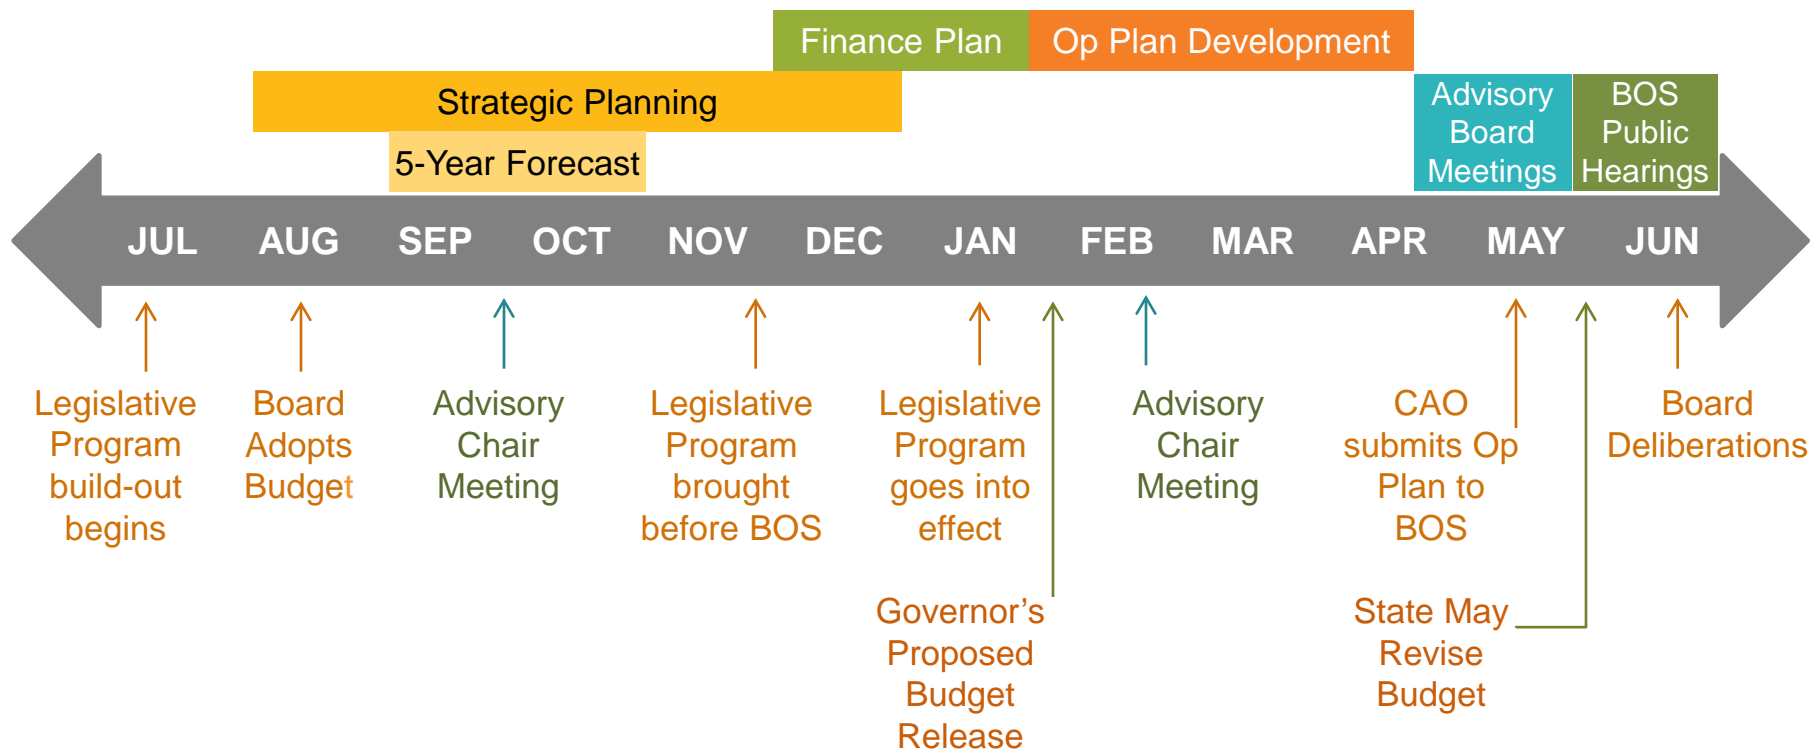 Finance Plan
Op Plan Development
Strategic Planning
5-Year Forecast
Advisory
Board
Meetings
BOS
Public
Hearings
JUL AUG SEP OCT NOV DEC JAN FEB MAR APR MAY JUN
Legislative
Program
build-out
begins
Board
Adopts
Budget
Advisory
Chair
Meeting
Legislative
Program
brought
before BOS
Legislative
Program
goes into
effect
Governor’s
Proposed
Budget
Release
Advisory
Chair
Meeting
CAO
submits Op
Plan to
BOS
State May
Revise
Budget
Board
Deliberations